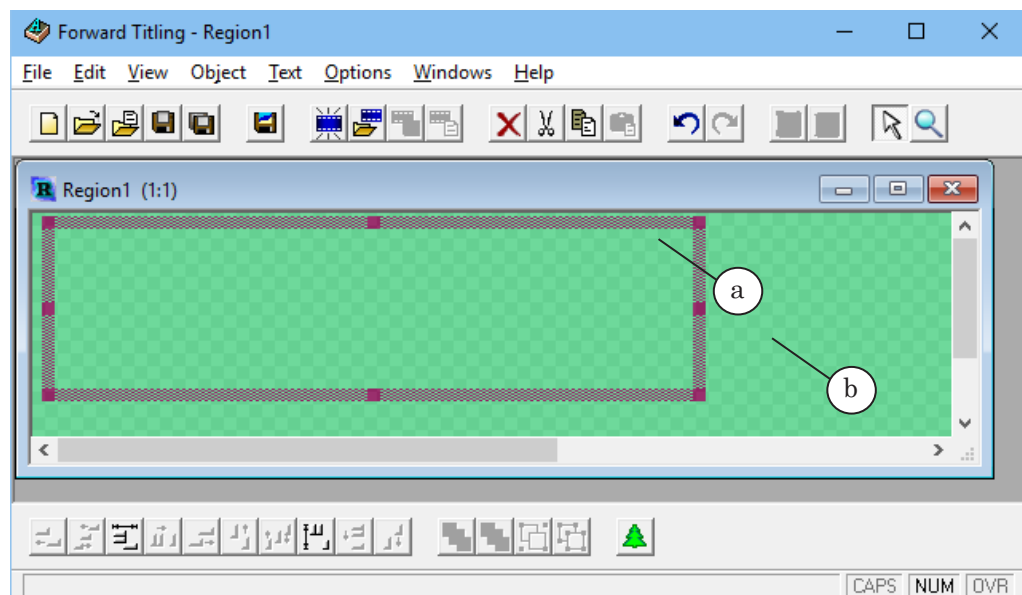 Forward Titling - Region1
File Edit View Object Text Options Windows Help
R Region1 (1:1)
a
b
CAPS NUM OVR